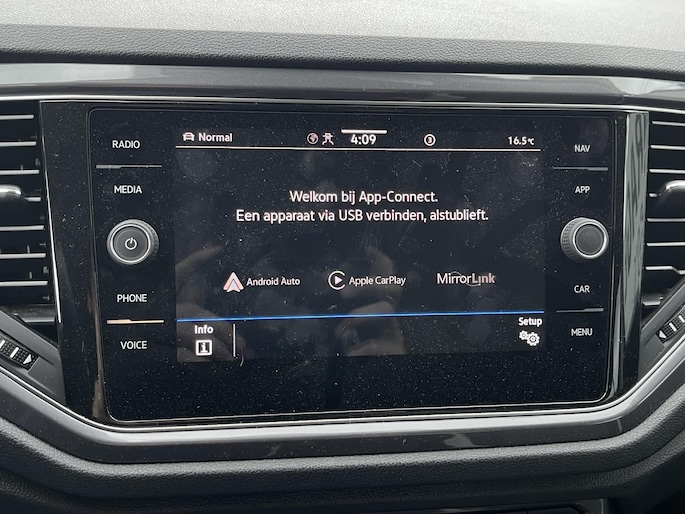 RADIO
MEDIA
PHONE
VOICE
Normal
4:09
3
16.5°C
Welkom bij App-Connect.
Een apparaat via USB verbinden, alstublieft.
Android Auto
Apple CarPlay
MirrorLink
Info
i
Setup
NAV
APP
CAR
MENU